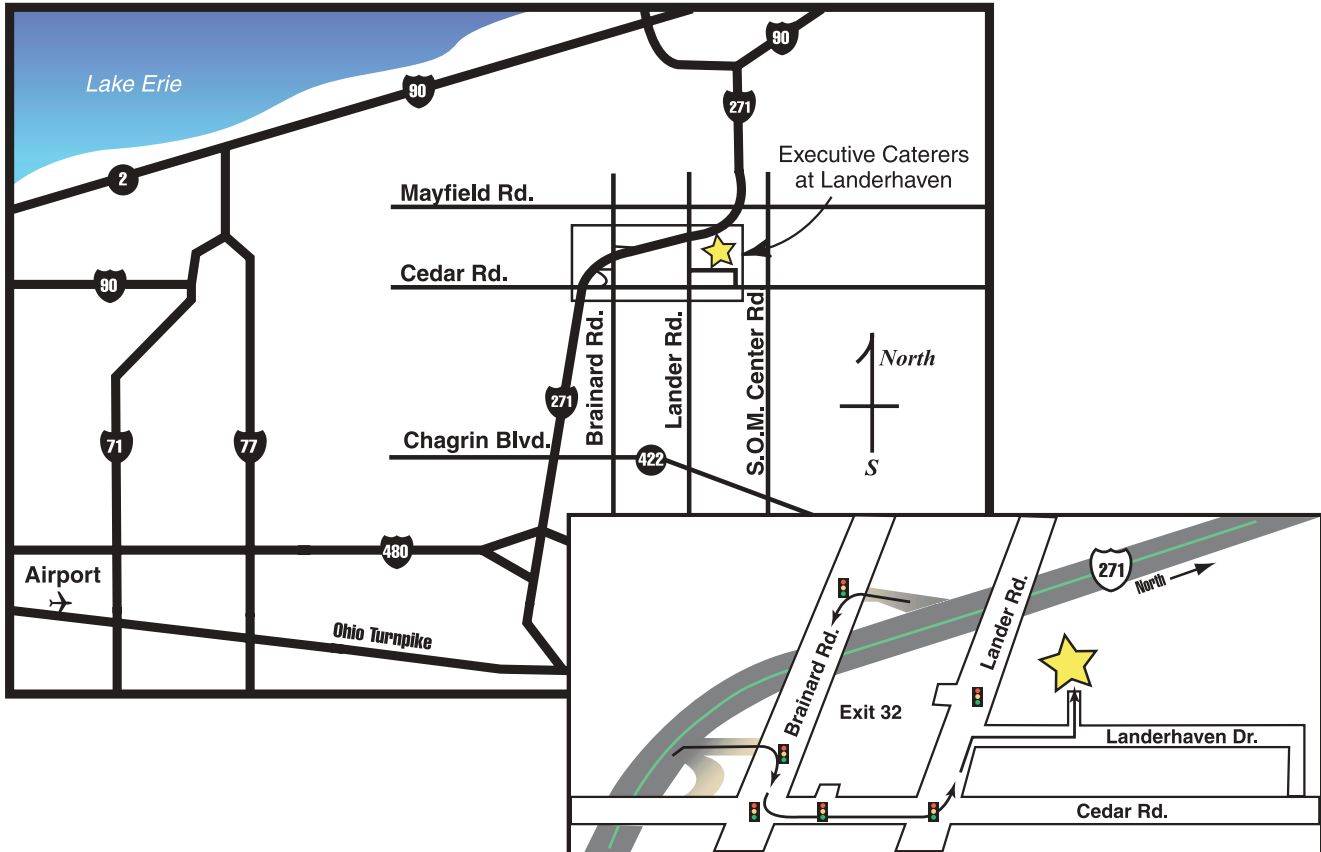 Lake Erie
90
90
271
2
Executive Caterers
at Landerhaven
Mayfield Rd.
Cedar Rd.
90
Brainard Rd.
Lander Rd.
S.O.M. Center Rd.
North
S
271
71
77
Chagrin Blvd.
422
480
Airport
Ohio Turnpike
271
North
Brainard Rd.
Lander Rd.
Exit 32
Landerhaven Dr.
Cedar Rd.